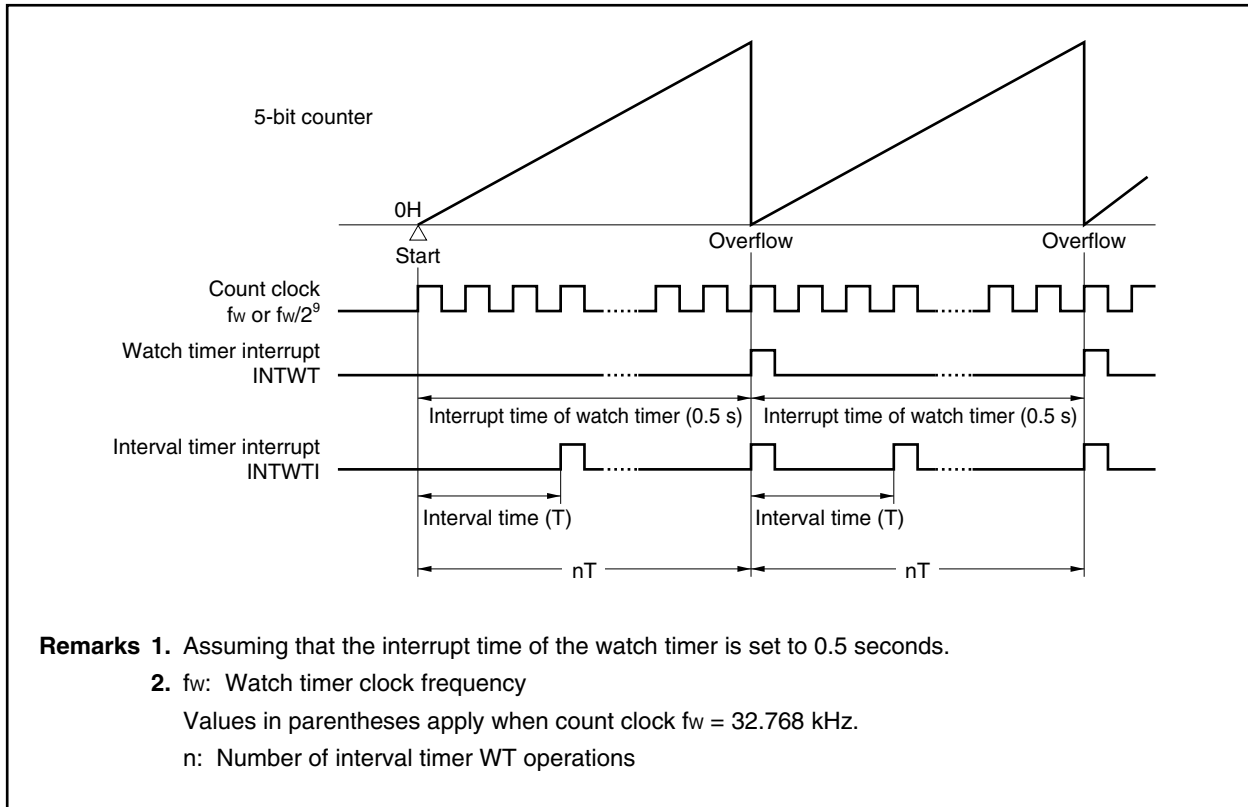 5-bit counter
0H
Start
Overflow
Overflow
Count clock
fW or fW/2⁹
Watch timer interrupt
INTWT
Interrupt time of watch timer (0.5 s)
Interrupt time of watch timer (0.5 s)
Interval timer interrupt
INTWTI
Interval time (T)
Interval time (T)
nT
nT
Remarks 1. Assuming that the interrupt time of the watch timer is set to 0.5 seconds.
2. fW: Watch timer clock frequency
Values in parentheses apply when count clock fW = 32.768 kHz.
n: Number of interval timer WT operations